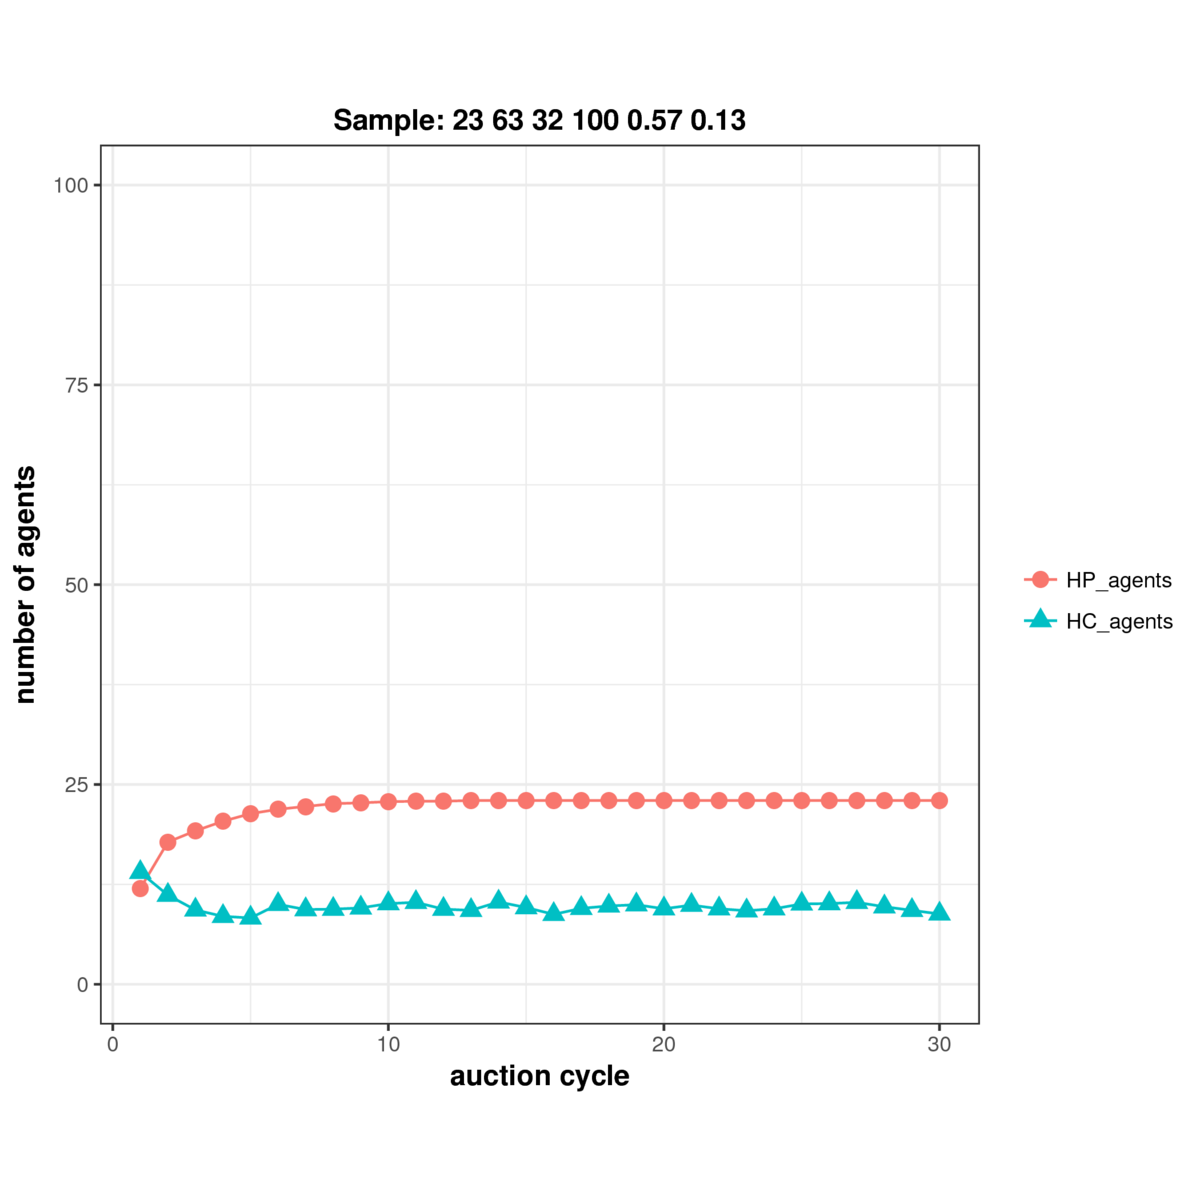 Sample: 23 63 32 100 0.57 0.13
100
75
50
25
0
number of agents
0 10 20 30
auction cycle
HP_agents
HC_agents